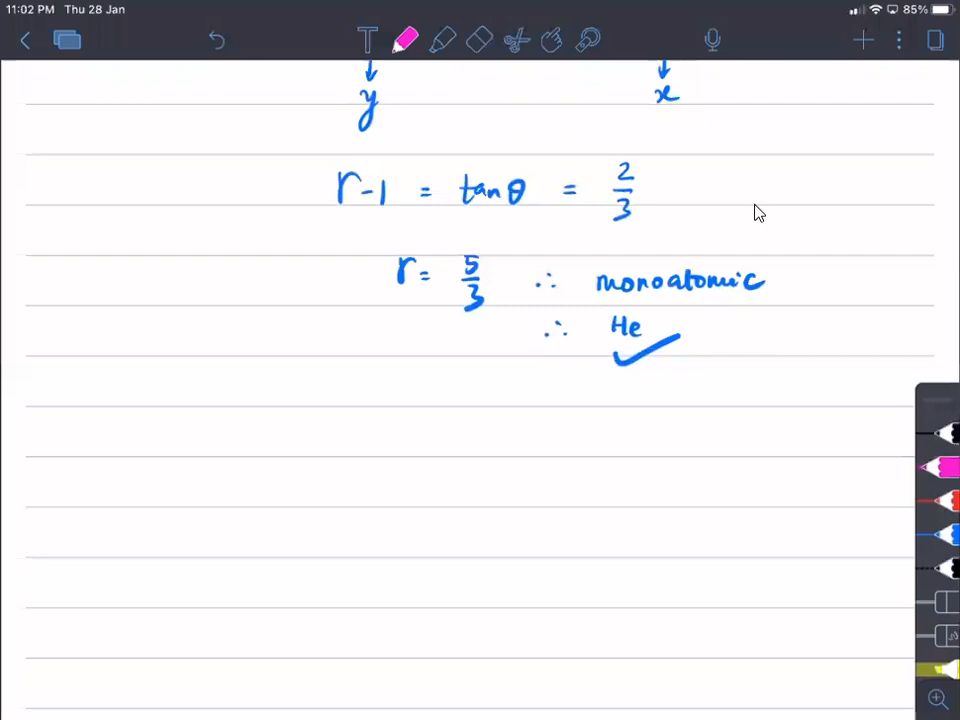 11:02 PM Thu 28 Jan 85%
T
↓ ↓
y x
r-1 = tanθ = 2/3
r = 5/3 ∴ monoatomic
∴ He ✓